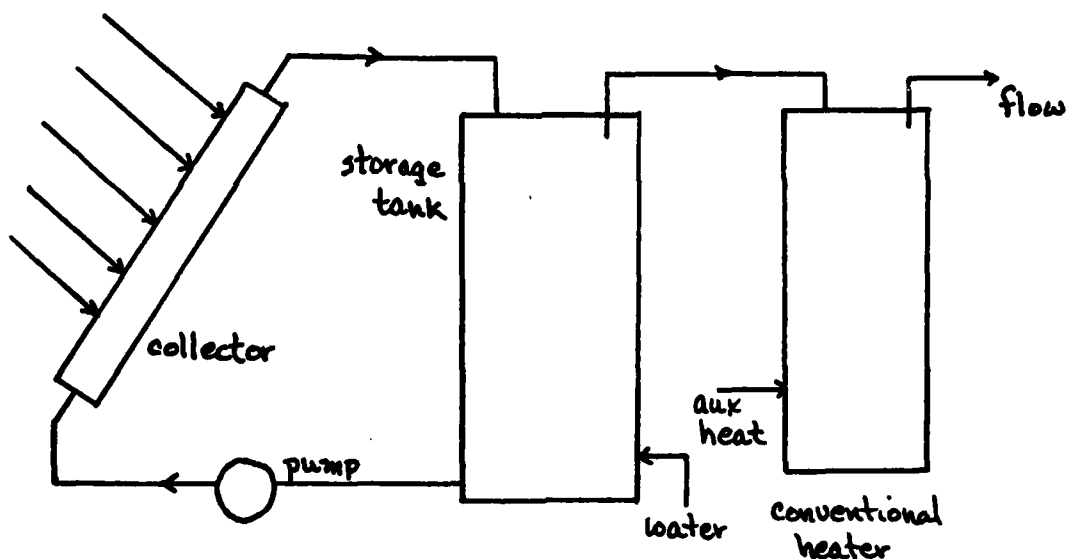 flow
storage
tank
collector
aux
heat
pump
water
conventional
heater